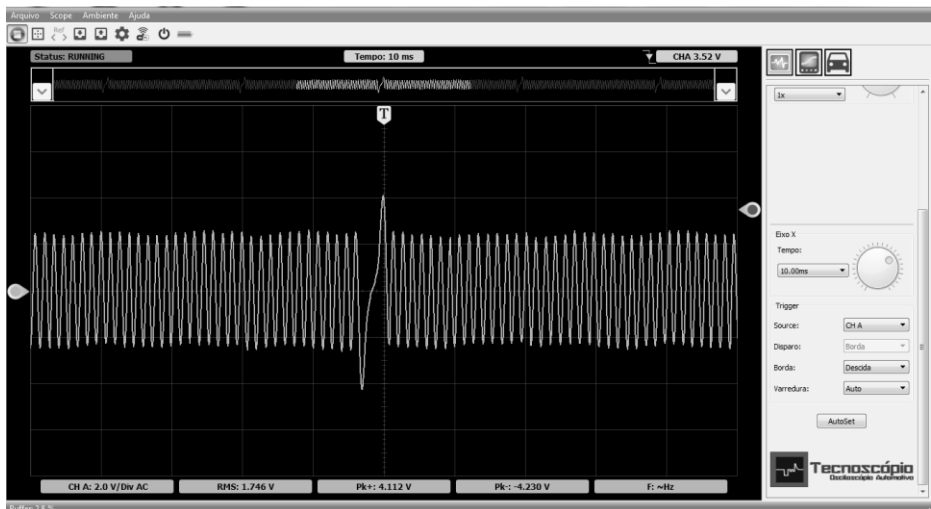 Arquivo Scope Ambiente Ajuda
Ref
Status: RUNNING
Tempo: 10 ms
CHA 3.52 V
T
1x
Eixo X
Tempo:
10.00ms
Trigger
Source: CH A
Disparo: Borda
Borda: Descida
Varredura: Auto
AutoSet
Tecnoscópio
Osciloscópio Automotivo
CH A: 2.0 V/Div AC
RMS: 1.746 V
Pk+: 4.112 V
Pk-: -4.230 V
F: ~Hz